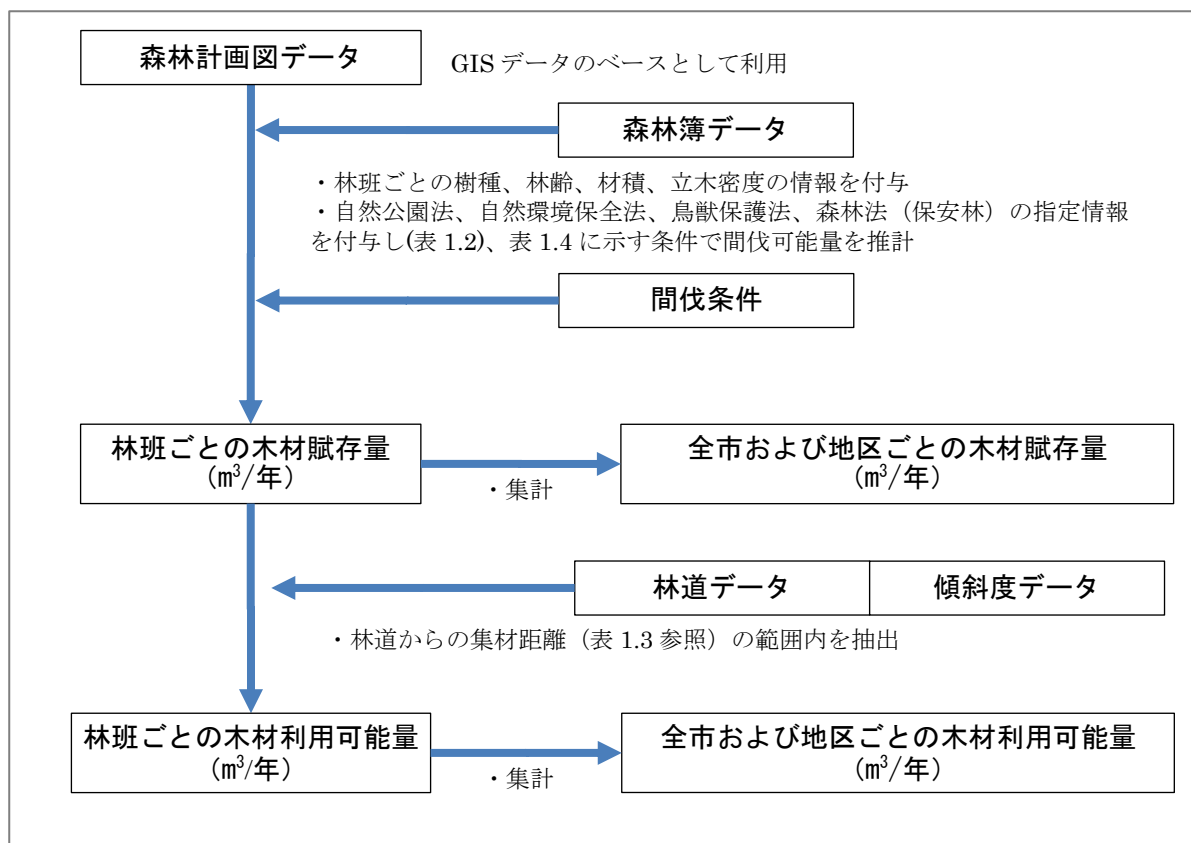 森林計画図データ
GIS データのベースとして利用
森林簿データ
・林班ごとの樹種、林齢、材積、立木密度の情報を付与
・自然公園法、自然環境保全法、鳥獣保護法、森林法（保安林）の指定情報
を付与し(表 1.2)、表 1.4 に示す条件で間伐可能量を推計
間伐条件
林班ごとの木材賦存量
（m³/年）
・集計
全市および地区ごとの木材賦存量
（m³/年）
林道データ
傾斜度データ
・林道からの集材距離（表 1.3 参照）の範囲内を抽出
林班ごとの木材利用可能量
（m³/年）
・集計
全市および地区ごとの木材利用可能量
（m³/年）